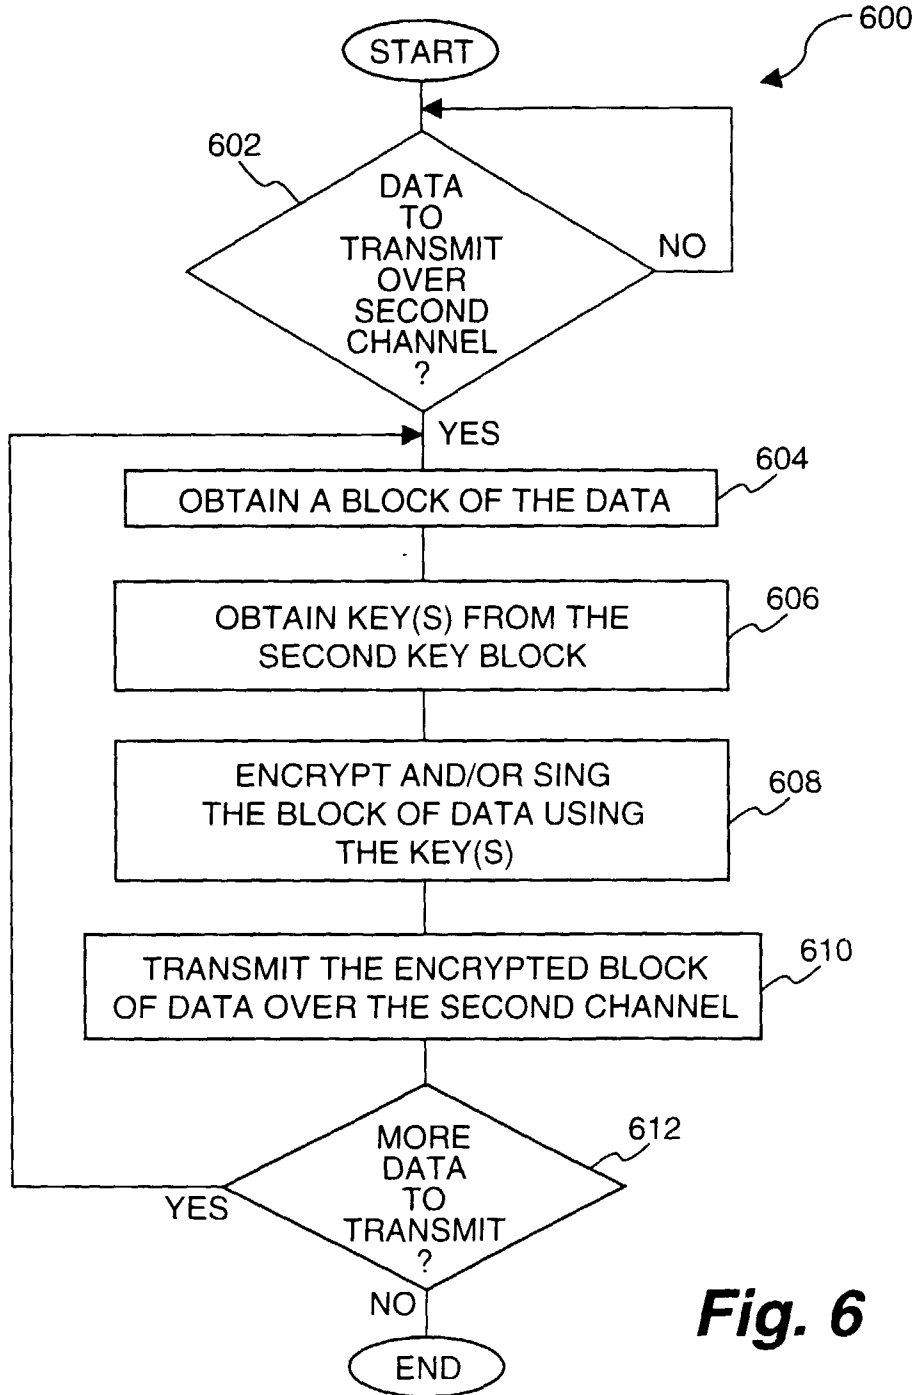 600
START
602
DATA
TO
TRANSMIT
OVER
SECOND
CHANNEL
?
NO
YES
604
OBTAIN A BLOCK OF THE DATA
606
OBTAIN KEY(S) FROM THE
SECOND KEY BLOCK
608
ENCRYPT AND/OR SING
THE BLOCK OF DATA USING
THE KEY(S)
610
TRANSMIT THE ENCRYPTED BLOCK
OF DATA OVER THE SECOND CHANNEL
612
MORE
DATA
TO
TRANSMIT
?
YES
NO
END
Fig. 6